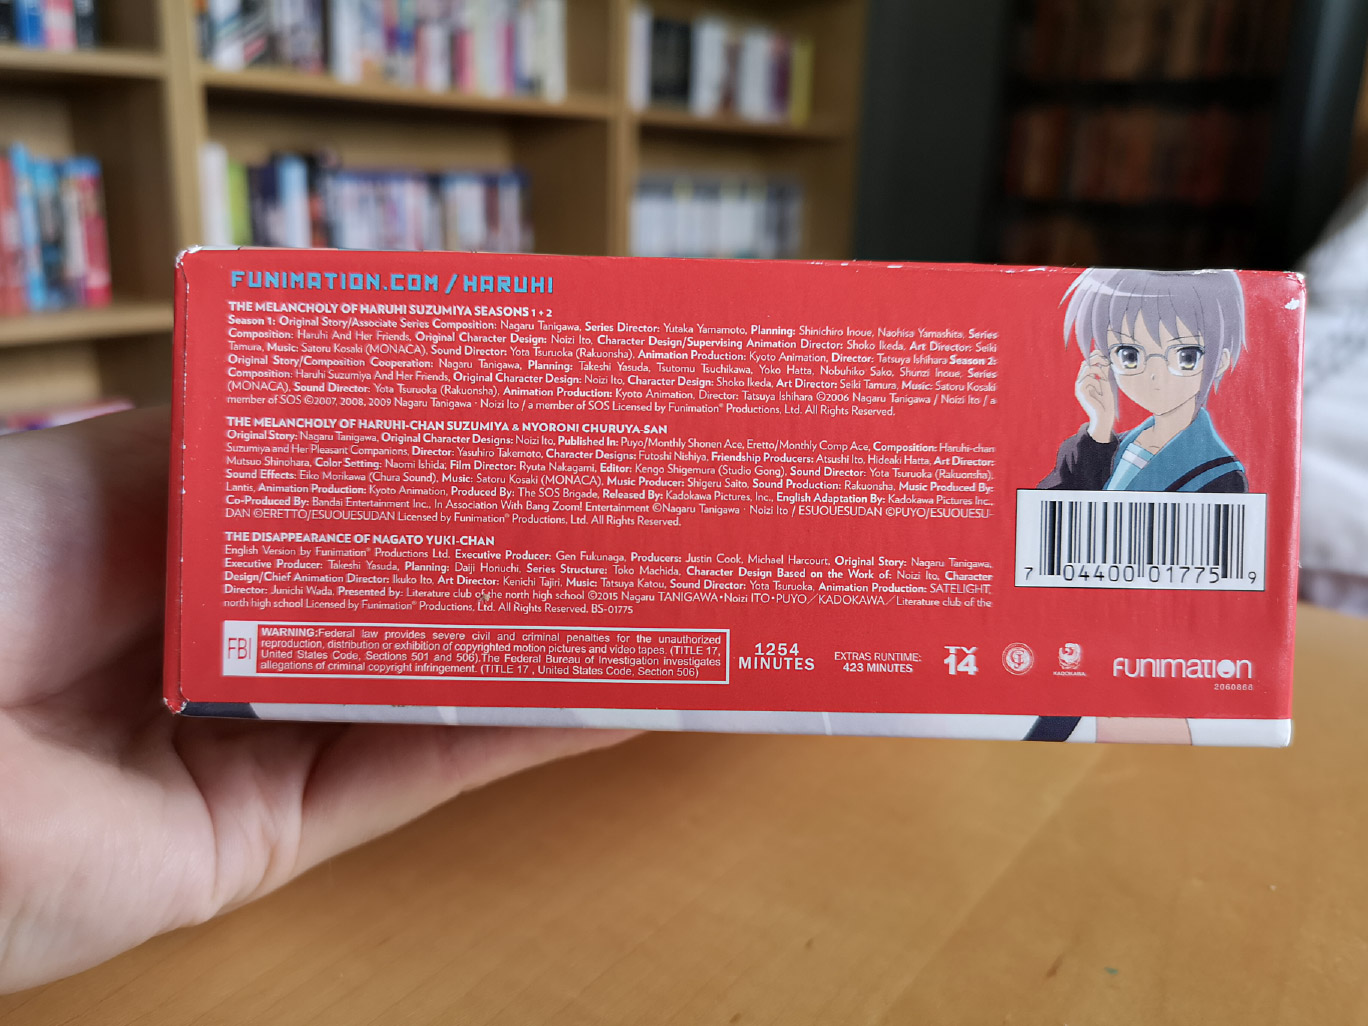 FUNIMATION.COM/HARUHI
THE MELANCHOLY OF HARUHI SUZUMIYA SEASONS 1 + 2
Season 1: Original Story/Associate Series Composition: Nagaru Tanigawa, Series Director: Yutaka Yamamoto, Planning: Shinichiro Inoue, Naohisa Yamashita, Series
Composition: Haruhi And Her Friends, Original Character Design: Noizi Ito, Character Design/Supervising Animation Director: Shoko Ikeda, Art Director: Seiki
Tamura, Music: Satoru Kosaki (MONACA), Sound Director: Yota Tsuruoka (Rakuonsha), Animation Production: Kyoto Animation, Director: Tatsuya Ishihara Season 2:
Original Story/Composition Cooperation: Nagaru Tanigawa, Planning: Takeshi Yasuda, Tsutomu Tsuchikawa, Yoko Hatta, Nobuhiko Sako, Shunzi Inoue, Series
Composition: Haruhi Suzumiya And Her Friends, Original Character Design: Noizi Ito, Character Design: Shoko Ikeda, Art Director: Seiki Tamura, Music: Satoru Kosaki
(MONACA), Sound Director: Yota Tsuruoka (Rakuonsha), Animation Production: Kyoto Animation, Director: Tatsuya Ishihara ©2006 Nagaru Tanigawa / Noizi Ito / a
member of SOS ©2007, 2008, 2009 Nagaru Tanigawa · Noizi Ito / a member of SOS Licensed by Funimation® Productions, Ltd. All Rights Reserved.
THE MELANCHOLY OF HARUHI-CHAN SUZUMIYA & NYORON! CHURUYA-SAN
Original Story: Nagaru Tanigawa, Original Character Designs: Noizi Ito, Published In: Puyo/Monthly Shonen Ace, Eretto/Monthly Comp Ace, Composition: Haruhi-chan
Suzumiya and Her Pleasant Companions, Director: Yasuhiro Takemoto, Character Designs: Futoshi Nishiya, Friendship Producers: Atsushi Ito, Hideaki Hatta, Art Director:
Mutsuo Shinohara, Color Setting: Naomi Ishida, Film Director: Ryuta Nakagami, Editor: Kengo Shigemura (Studio Gong), Sound Director: Yota Tsuruoka (Rakuonsha),
Sound Effects: Eiko Morikawa (Chura Sound), Music: Satoru Kosaki (MONACA), Music Producer: Shigeru Saito, Sound Production: Rakuonsha, Music Produced By:
Lantis, Animation Production: Kyoto Animation, Produced By: The SOS Brigade, Released By: Kadokawa Pictures, Inc., English Adaptation By: Kadokawa Pictures Inc.,
Co-Produced By: Bandai Entertainment Inc., In Association With Bang Zoom! Entertainment ©Nagaru Tanigawa · Noizi Ito / ESUOUESUDAN ©PUYO/ESUOUESU-
DAN ©ERETTO/ESUOUESUDAN Licensed by Funimation® Productions, Ltd. All Rights Reserved.
THE DISAPPEARANCE OF NAGATO YUKI-CHAN
English Version by Funimation® Productions Ltd. Executive Producer: Gen Fukunaga, Producers: Justin Cook, Michael Harcourt, Original Story: Nagaru Tanigawa,
Executive Producer: Takeshi Yasuda, Planning: Daiji Horiuchi, Series Structure: Toko Machida, Character Design Based on the Work of: Noizi Ito, Character
Design/Chief Animation Director: Ikuko Ito, Art Director: Kenichi Tajiri, Music: Tatsuya Katou, Sound Director: Yota Tsuruoka, Animation Production: SATELIGHT,
Director: Junichi Wada, Presented by: Literature club of the north high school ©2015 Nagaru TANIGAWA・Noizi ITO・PUYO／KADOKAWA／Literature club of the
north high school Licensed by Funimation® Productions, Ltd. All Rights Reserved. BS-01775
FBI
WARNING:Federal law provides severe civil and criminal penalties for the unauthorized
reproduction, distribution or exhibition of copyrighted motion pictures and video tapes. (TITLE 17,
United States Code, Sections 501 and 506).The Federal Bureau of Investigation investigates
allegations of criminal copyright infringement. (TITLE 17 , United States Code, Section 506)
1254
MINUTES
EXTRAS RUNTIME:
423 MINUTES
TV
14
KADOKAWA
FUNIMATION
2060866
7 04400 01775 9